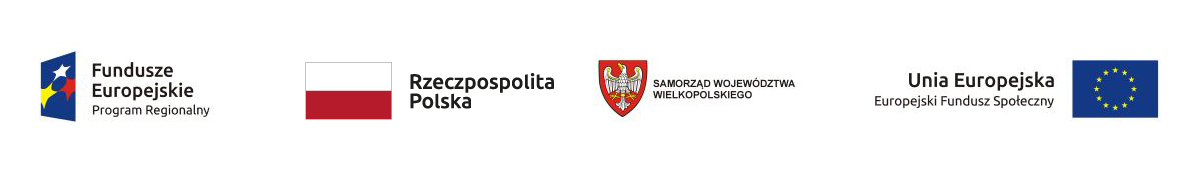 Fundusze
Europejskie
Program Regionalny
Rzeczpospolita
Polska
SAMORZĄD WOJEWÓDZTWA
WIELKOPOLSKIEGO
Unia Europejska
Europejski Fundusz Społeczny